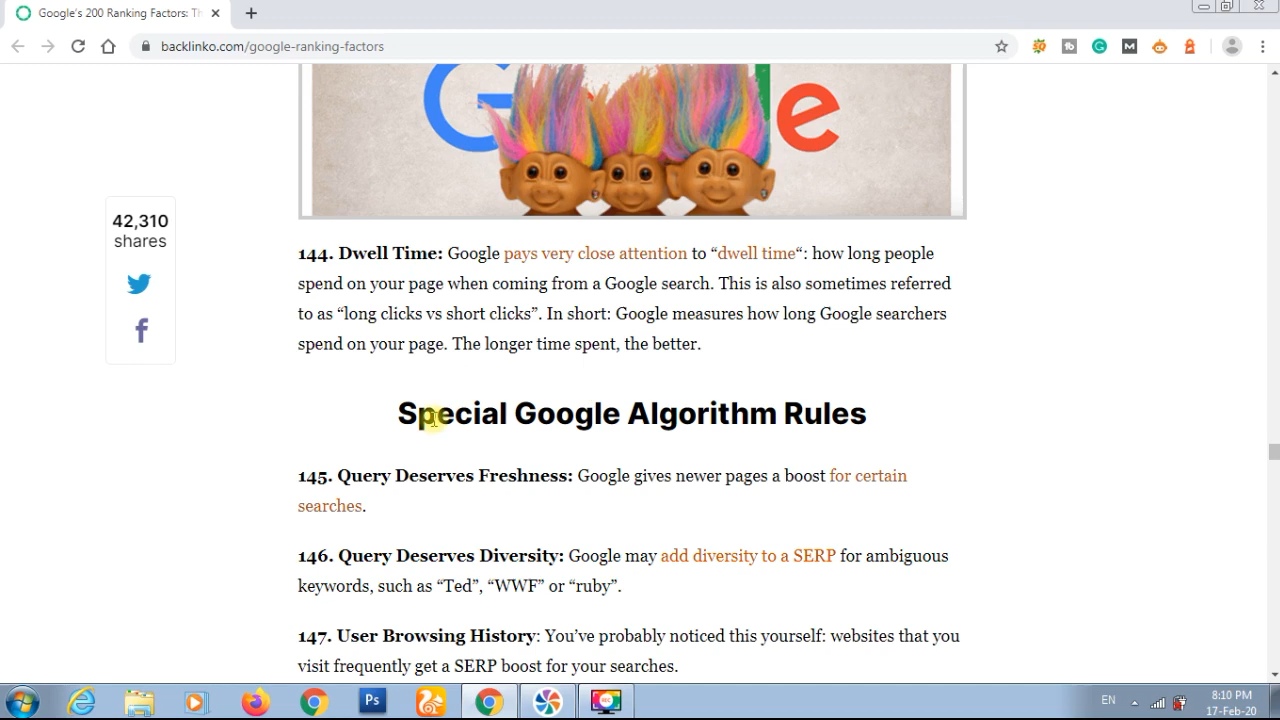 Google's 200 Ranking Factors: Th
backlinko.com/google-ranking-factors
G
e
42,310
shares
144. Dwell Time: Google pays very close attention to “dwell time“: how long people
spend on your page when coming from a Google search. This is also sometimes referred
to as “long clicks vs short clicks”. In short: Google measures how long Google searchers
spend on your page. The longer time spent, the better.
Special Google Algorithm Rules
145. Query Deserves Freshness: Google gives newer pages a boost for certain
searches.
146. Query Deserves Diversity: Google may add diversity to a SERP for ambiguous
keywords, such as “Ted”, “WWF” or “ruby”.
147. User Browsing History: You’ve probably noticed this yourself: websites that you
visit frequently get a SERP boost for your searches.
Ps
REC
EN
8:10 PM
17-Feb-20